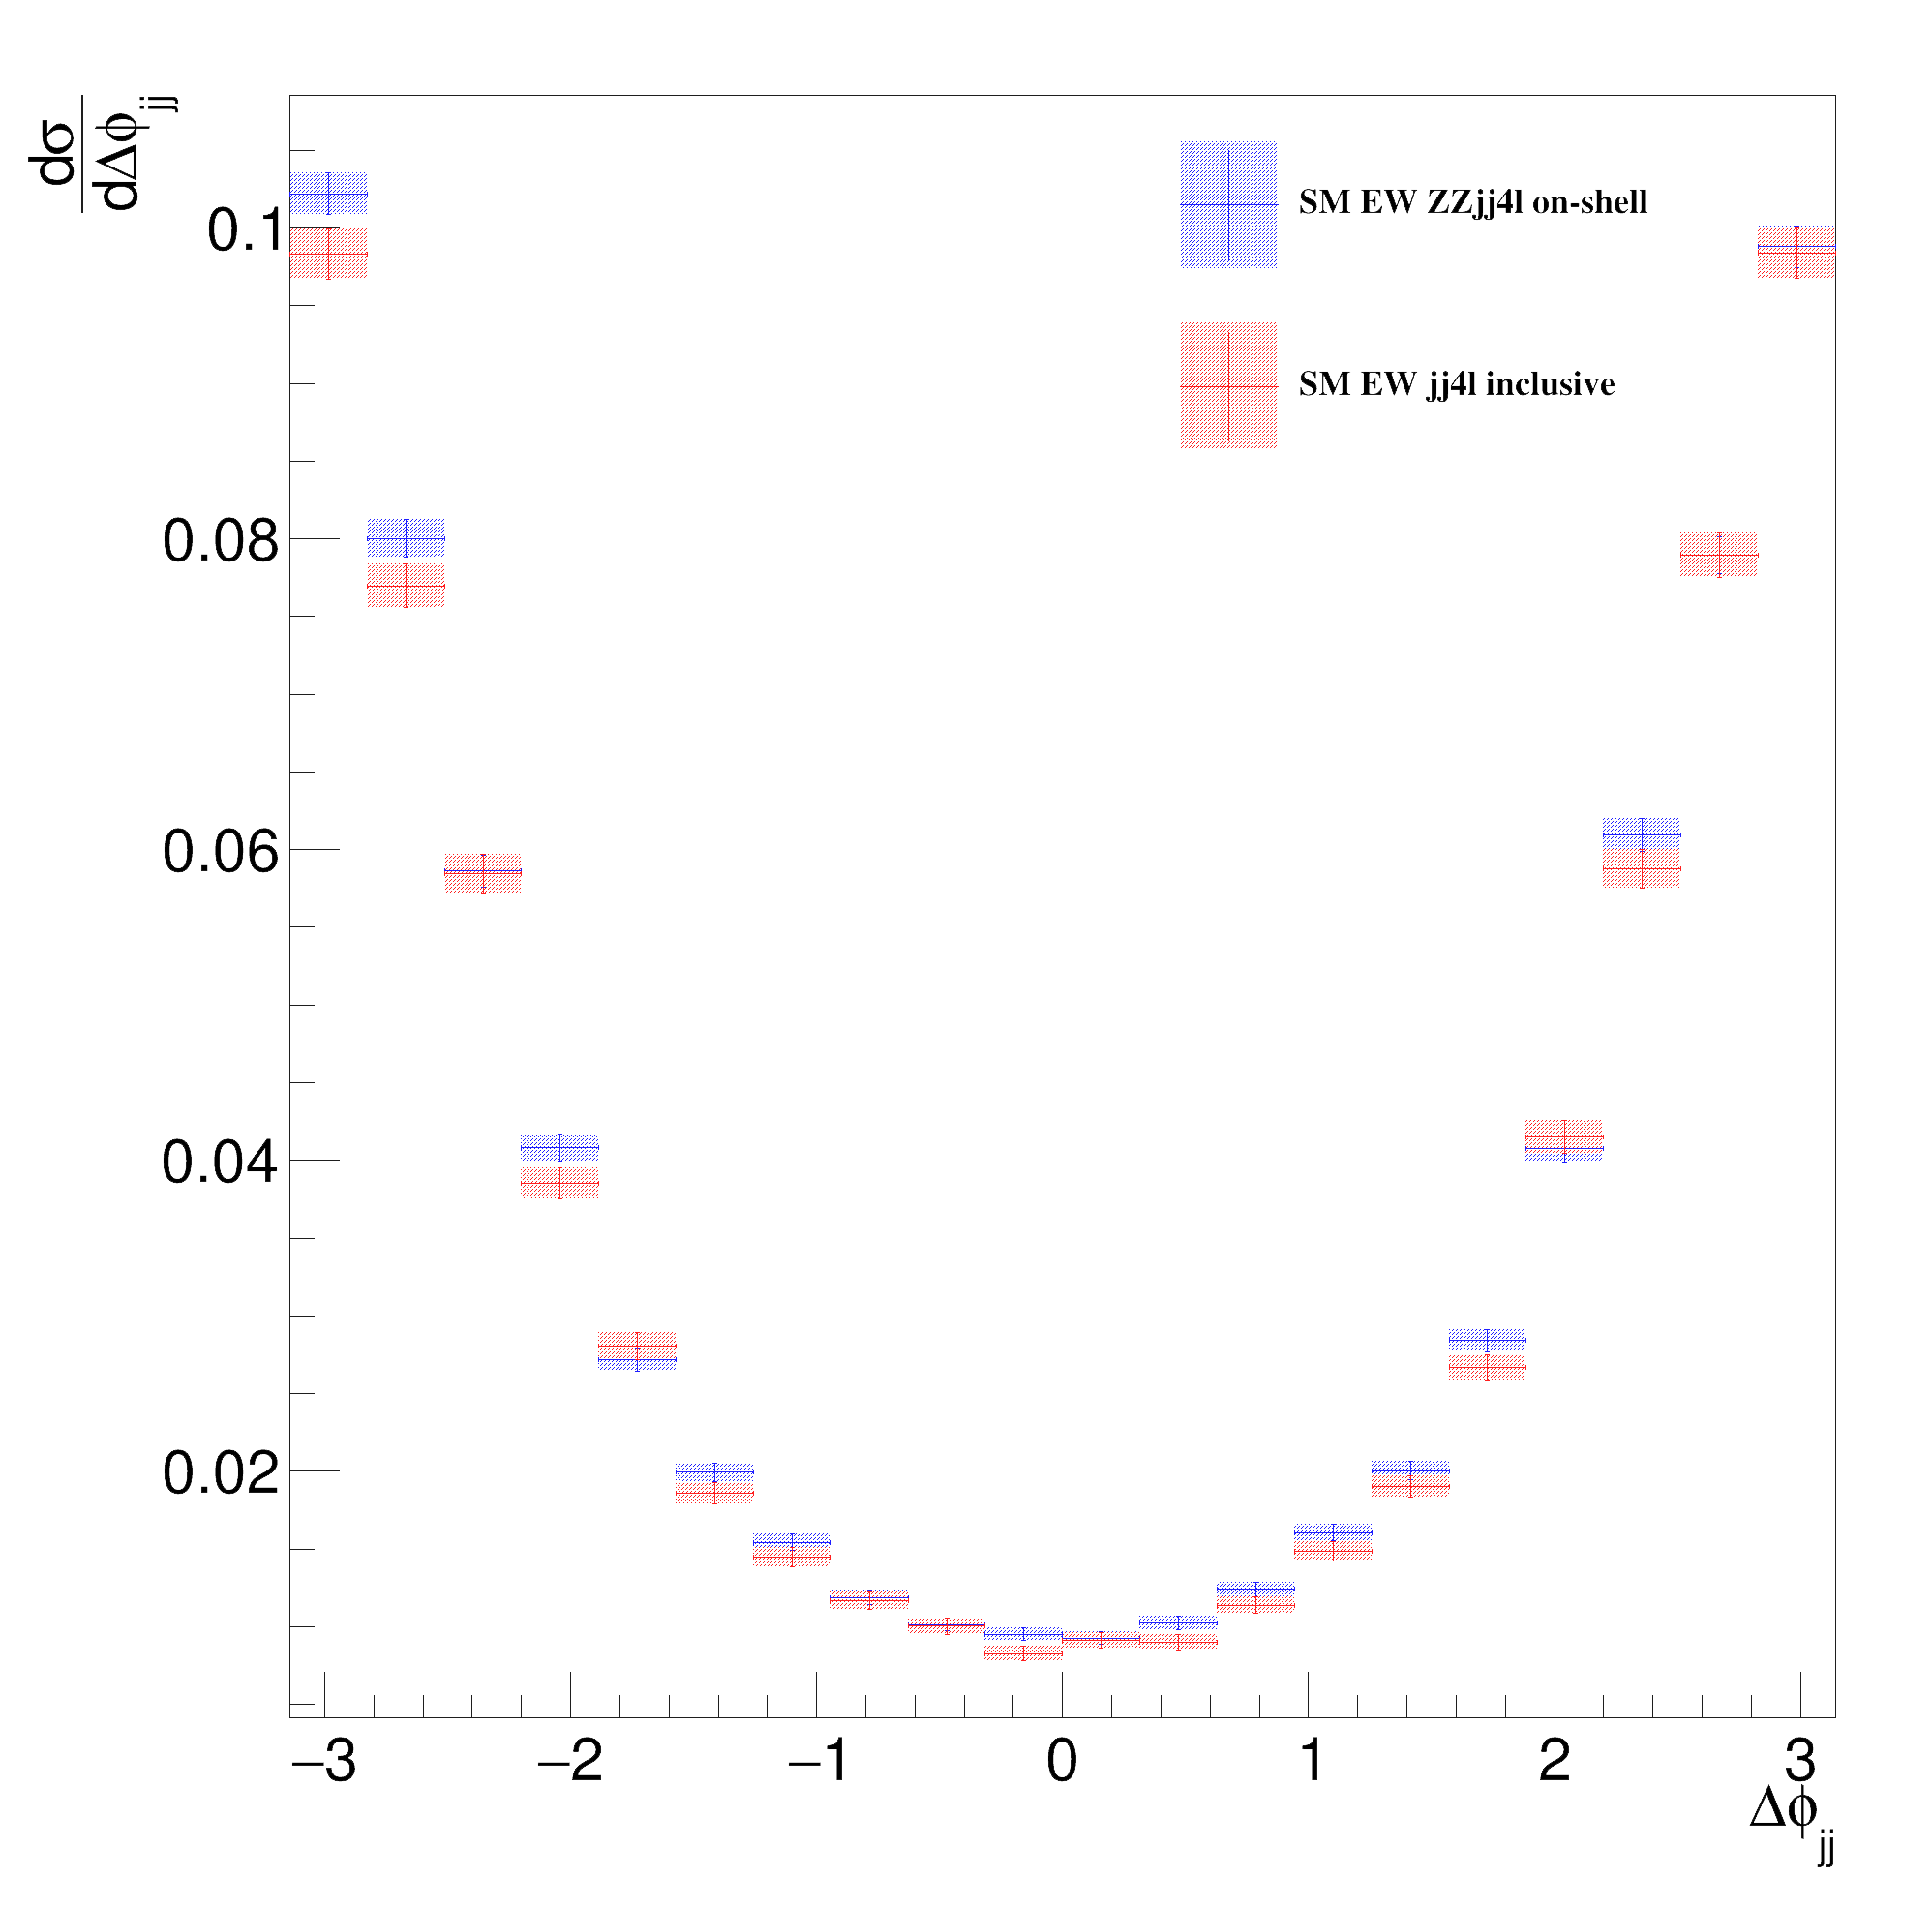 dσ
dΔϕjj
0.1
0.08
0.06
0.04
0.02
SM EW ZZjj4l on-shell
SM EW jj4l inclusive
−3 −2 −1 0 1 2 3
Δϕjj